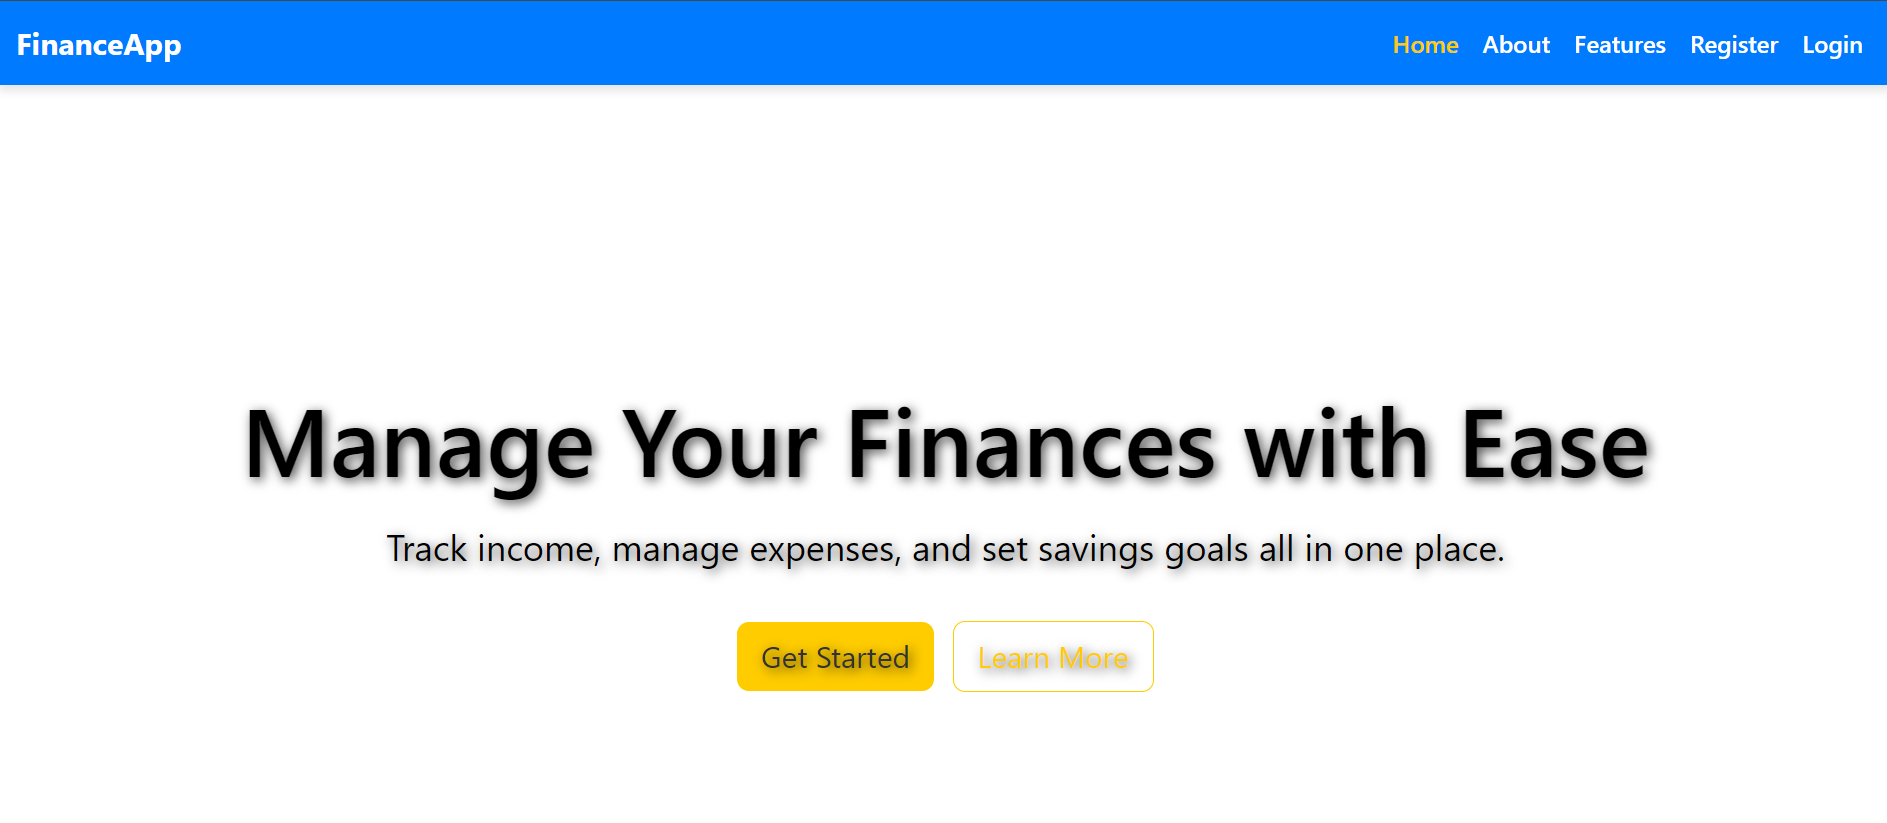 FinanceApp
Home About Features Register Login
Manage Your Finances with Ease
Track income, manage expenses, and set savings goals all in one place.
Get Started Learn More